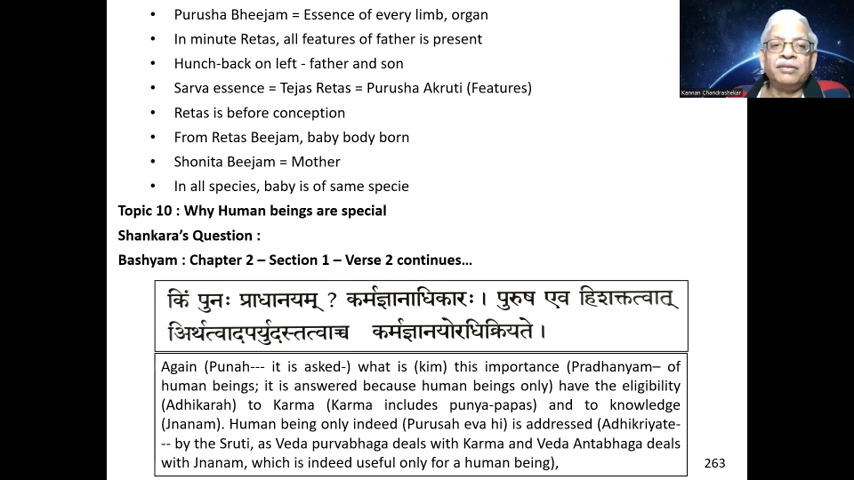 • Purusha Bheejam = Essence of every limb, organ
• In minute Retas, all features of father is present
• Hunch-back on left - father and son
• Sarva essence = Tejas Retas = Purusha Akruti (Features)
• Retas is before conception
• From Retas Beejam, baby body born
• Shonita Beejam = Mother
• In all species, baby is of same specie
Topic 10 : Why Human beings are special
Shankara’s Question :
Bashyam : Chapter 2 – Section 1 – Verse 2 continues…
किं पुनः प्राधानयम् ? कर्मज्ञानाधिकारः। पुरुष एव हिशक्तत्वात्
अिर्थत्वादपर्युदस्तत्वाच्च कर्मज्ञानयोरधिक्रियते।
Again (Punah--- it is asked-) what is (kim) this importance (Pradhanyam– of
human beings; it is answered because human beings only) have the eligibility
(Adhikarah) to Karma (Karma includes punya-papas) and to knowledge
(Jnanam). Human being only indeed (Purusah eva hi) is addressed (Adhikriyate-
-- by the Sruti, as Veda purvabhaga deals with Karma and Veda Antabhaga deals
with Jnanam, which is indeed useful only for a human being),
263
Kannan Chandrashekar